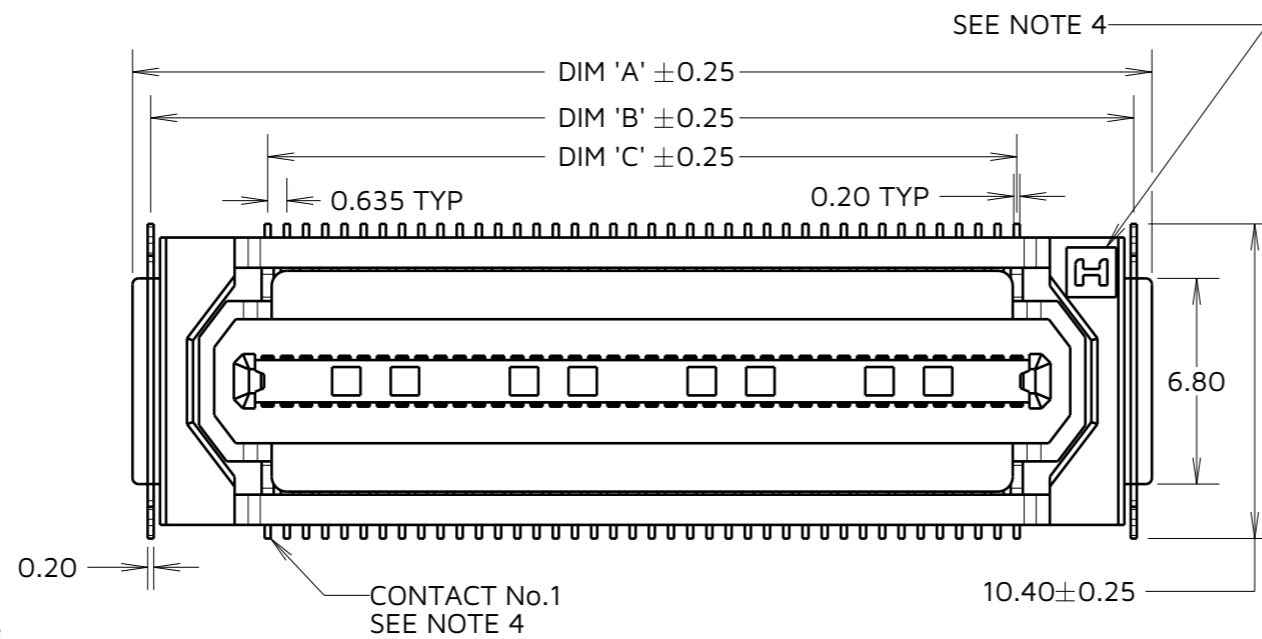 SEE NOTE 4
DIM 'A' ±0.25
DIM 'B' ±0.25
DIM 'C' ±0.25
0.635 TYP
0.20 TYP
H
6.80
0.20
10.40±0.25
CONTACT No.1
SEE NOTE 4